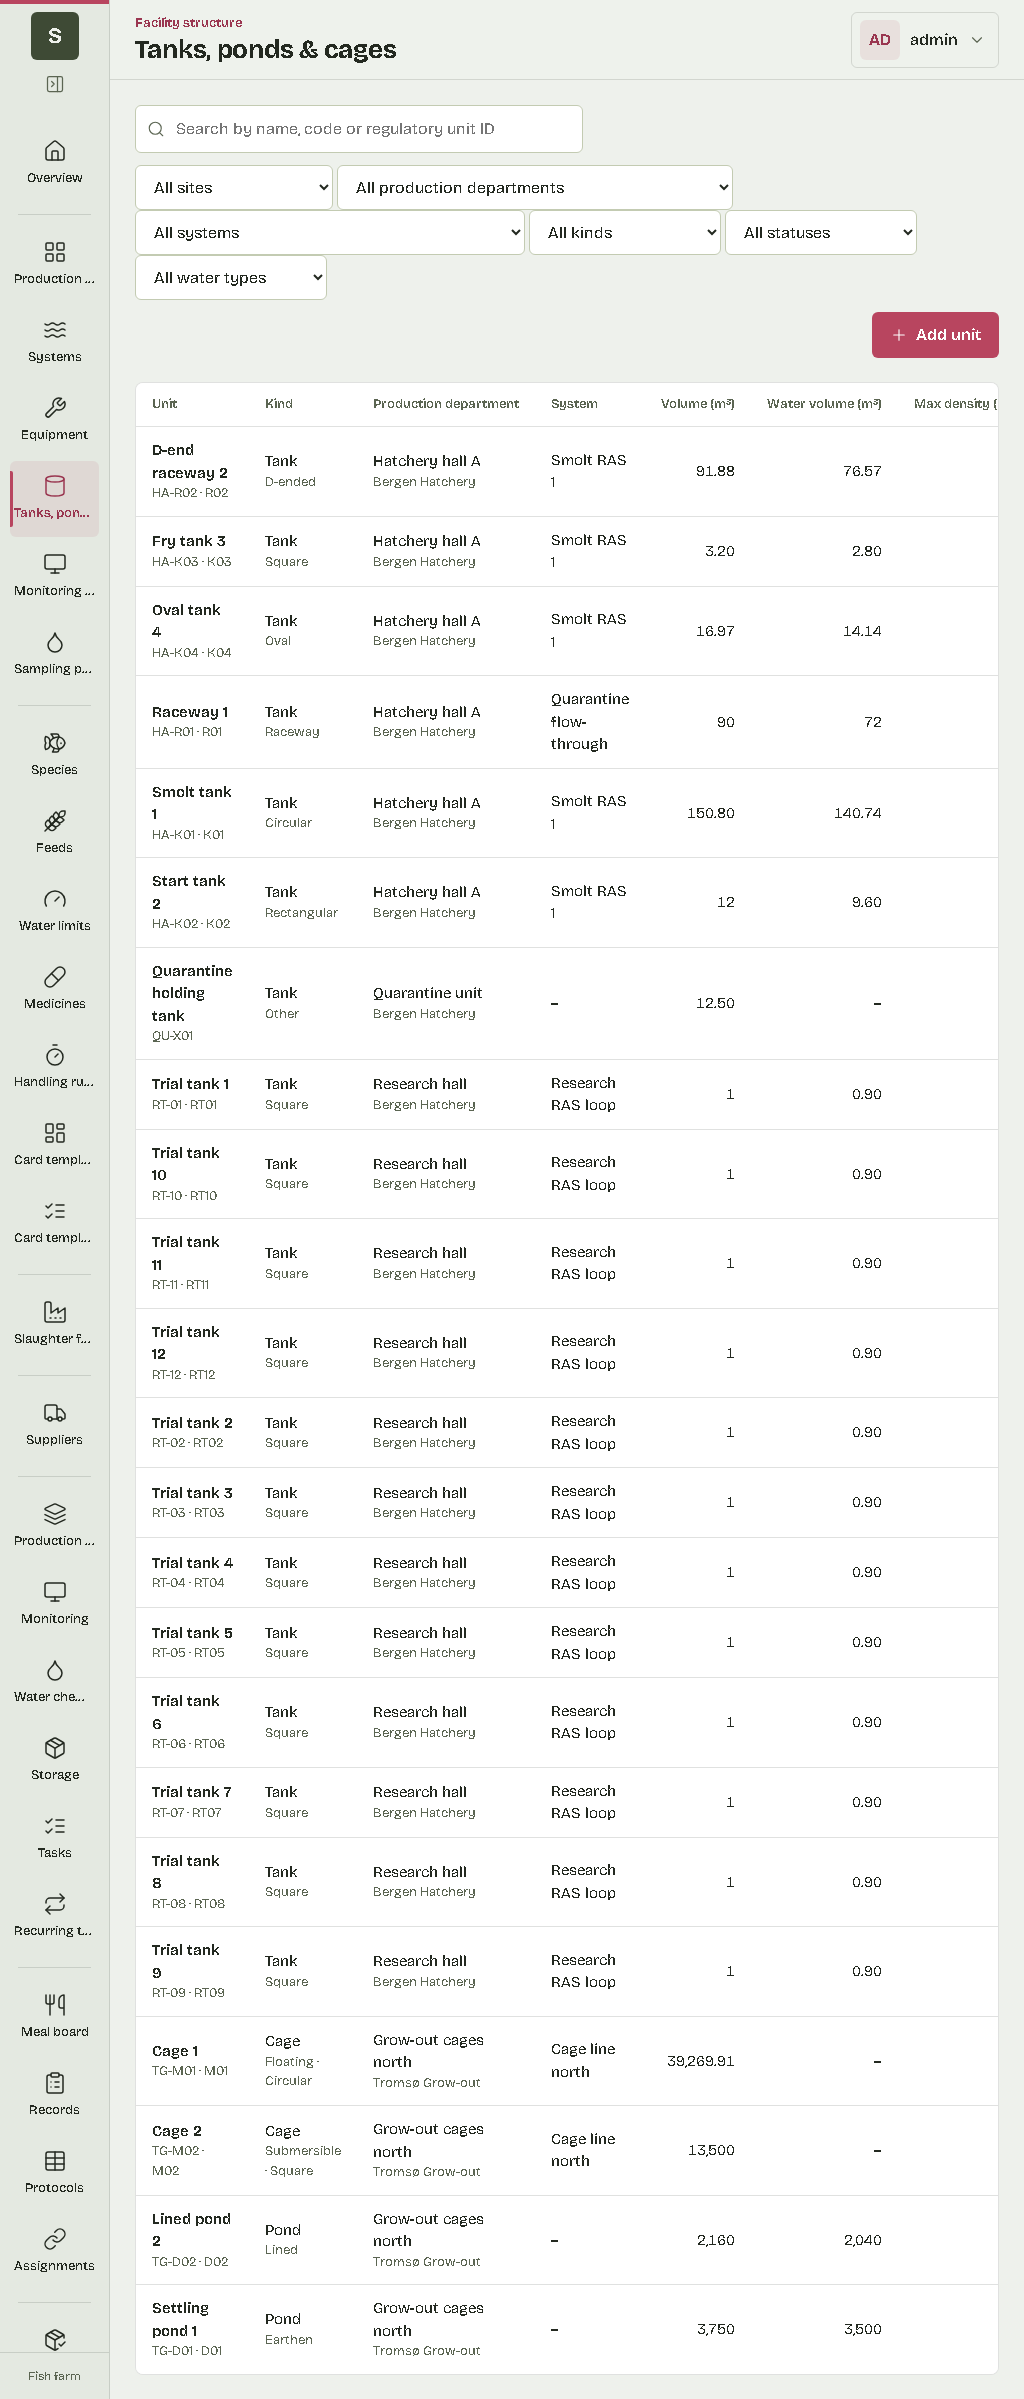 S
Overview
Production ...
Systems
Equipment
Tanks, pon...
Monitoring ...
Sampling p...
Species
Feeds
Water limits
Medicines
Handling ru...
Card templ...
Card templ...
Slaughter f...
Suppliers
Production ...
Monitoring
Water che...
Storage
Tasks
Recurring t...
Meal board
Records
Protocols
Assignments
Fish farm
Facility structure
Tanks, ponds & cages
AD admin
Search by name, code or regulatory unit ID
All sites All production departments
All systems All kinds All statuses
All water types
+ Add unit
Unit Kind Production department System Volume (m³) Water volume (m³) Max density (
D-end
raceway 2
HA-R02 · R02
Tank
D-ended
Hatchery hall A
Bergen Hatchery
Smolt RAS
1
91.88 76.57
Fry tank 3
HA-K03 · K03
Tank
Square
Hatchery hall A
Bergen Hatchery
Smolt RAS
1
3.20 2.80
Oval tank
4
HA-K04 · K04
Tank
Oval
Hatchery hall A
Bergen Hatchery
Smolt RAS
1
16.97 14.14
Raceway 1
HA-R01 · R01
Tank
Raceway
Hatchery hall A
Bergen Hatchery
Quarantine
flow-
through
90 72
Smolt tank
1
HA-K01 · K01
Tank
Circular
Hatchery hall A
Bergen Hatchery
Smolt RAS
1
150.80 140.74
Start tank
2
HA-K02 · K02
Tank
Rectangular
Hatchery hall A
Bergen Hatchery
Smolt RAS
1
12 9.60
Quarantine
holding
tank
QU-X01
Tank
Other
Quarantine unit
Bergen Hatchery
–
12.50 –
Trial tank 1
RT-01 · RT01
Tank
Square
Research hall
Bergen Hatchery
Research
RAS loop
1 0.90
Trial tank
10
RT-10 · RT10
Tank
Square
Research hall
Bergen Hatchery
Research
RAS loop
1 0.90
Trial tank
11
RT-11 · RT11
Tank
Square
Research hall
Bergen Hatchery
Research
RAS loop
1 0.90
Trial tank
12
RT-12 · RT12
Tank
Square
Research hall
Bergen Hatchery
Research
RAS loop
1 0.90
Trial tank 2
RT-02 · RT02
Tank
Square
Research hall
Bergen Hatchery
Research
RAS loop
1 0.90
Trial tank 3
RT-03 · RT03
Tank
Square
Research hall
Bergen Hatchery
Research
RAS loop
1 0.90
Trial tank 4
RT-04 · RT04
Tank
Square
Research hall
Bergen Hatchery
Research
RAS loop
1 0.90
Trial tank 5
RT-05 · RT05
Tank
Square
Research hall
Bergen Hatchery
Research
RAS loop
1 0.90
Trial tank
6
RT-06 · RT06
Tank
Square
Research hall
Bergen Hatchery
Research
RAS loop
1 0.90
Trial tank 7
RT-07 · RT07
Tank
Square
Research hall
Bergen Hatchery
Research
RAS loop
1 0.90
Trial tank
8
RT-08 · RT08
Tank
Square
Research hall
Bergen Hatchery
Research
RAS loop
1 0.90
Trial tank
9
RT-09 · RT09
Tank
Square
Research hall
Bergen Hatchery
Research
RAS loop
1 0.90
Cage 1
TG-M01 · M01
Cage
Floating ·
Circular
Grow-out cages
north
Tromsø Grow-out
Cage line
north
39,269.91 –
Cage 2
TG-M02 ·
M02
Cage
Submersible
· Square
Grow-out cages
north
Tromsø Grow-out
Cage line
north
13,500 –
Lined pond
2
TG-D02 · D02
Pond
Lined
Grow-out cages
north
Tromsø Grow-out
–
2,160 2,040
Settling
pond 1
TG-D01 · D01
Pond
Earthen
Grow-out cages
north
Tromsø Grow-out
–
3,750 3,500